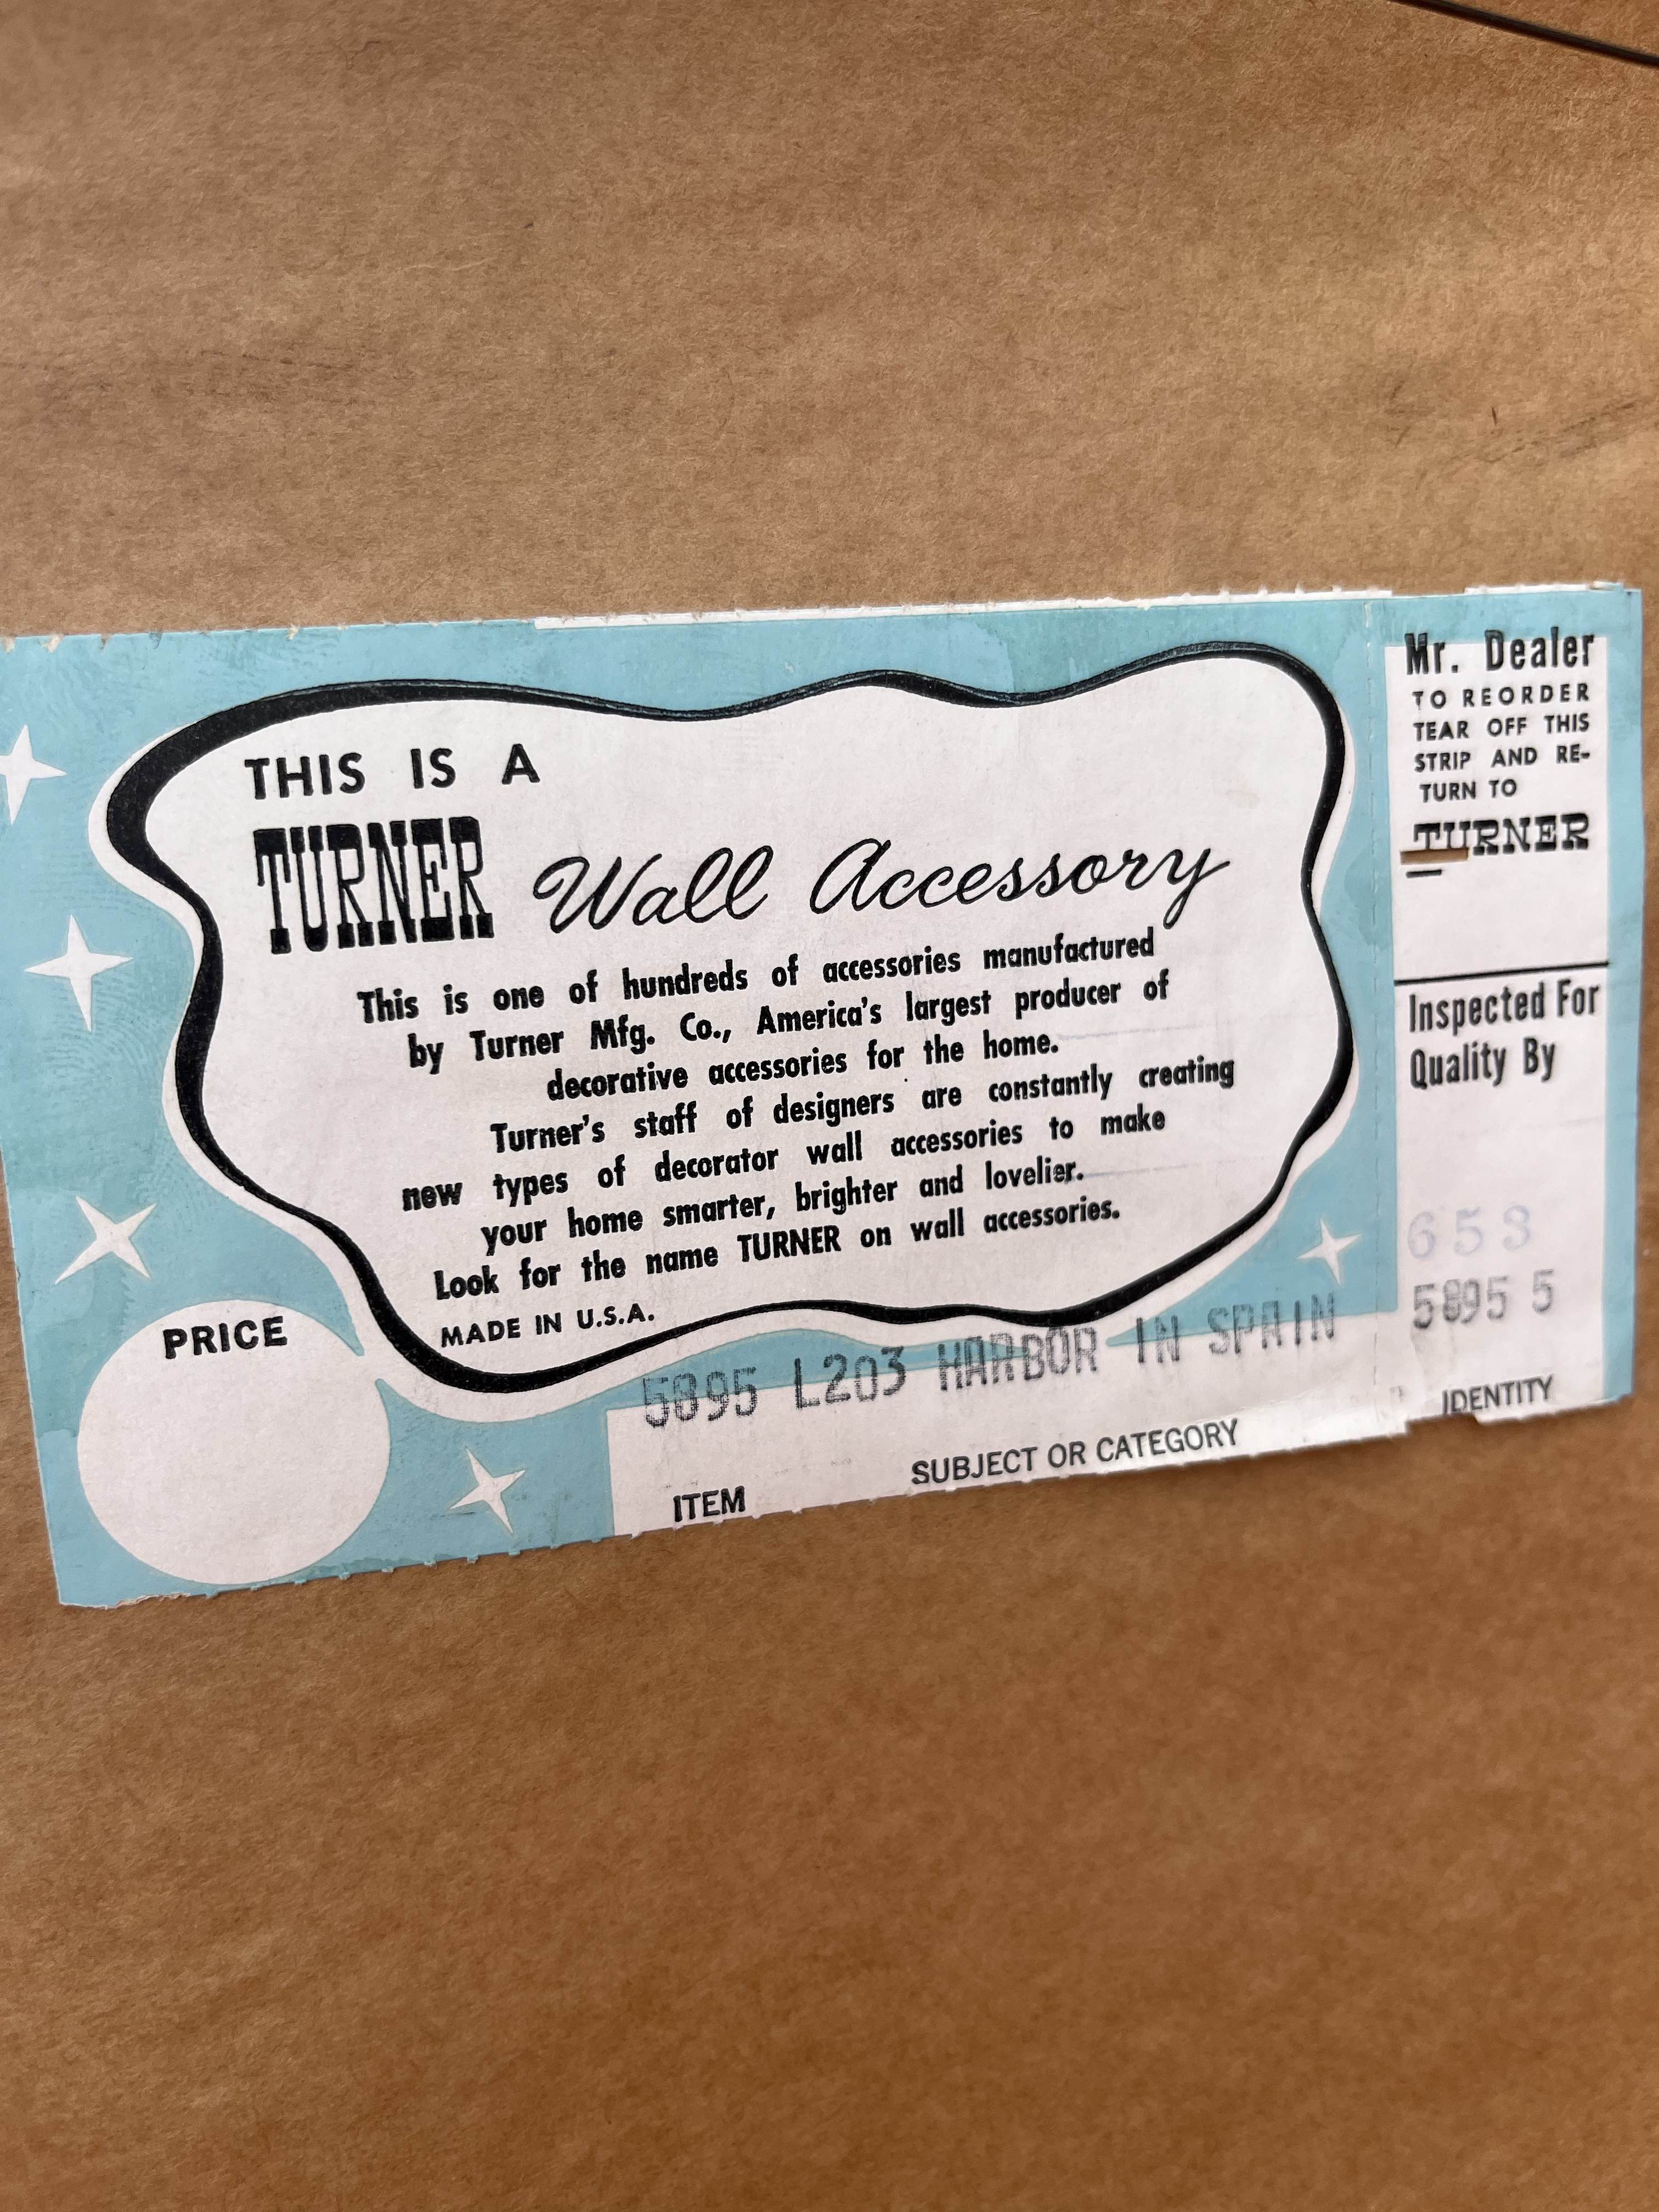 THIS IS A
TURNER Wall Accessory
This is one of hundreds of accessories manufactured
by Turner Mfg. Co., America's largest producer of
decorative accessories for the home.
Turner's staff of designers are constantly creating
new types of decorator wall accessories to make
your home smarter, brighter and lovelier.
Look for the name TURNER on wall accessories.
MADE IN U.S.A.
PRICE
5895 L203 HARBOR IN SPAIN
ITEM
SUBJECT OR CATEGORY
Mr. Dealer
TO REORDER
TEAR OFF THIS
STRIP AND RE-
TURN TO
TURNER
Inspected For
Quality By
653
5895 5
IDENTITY